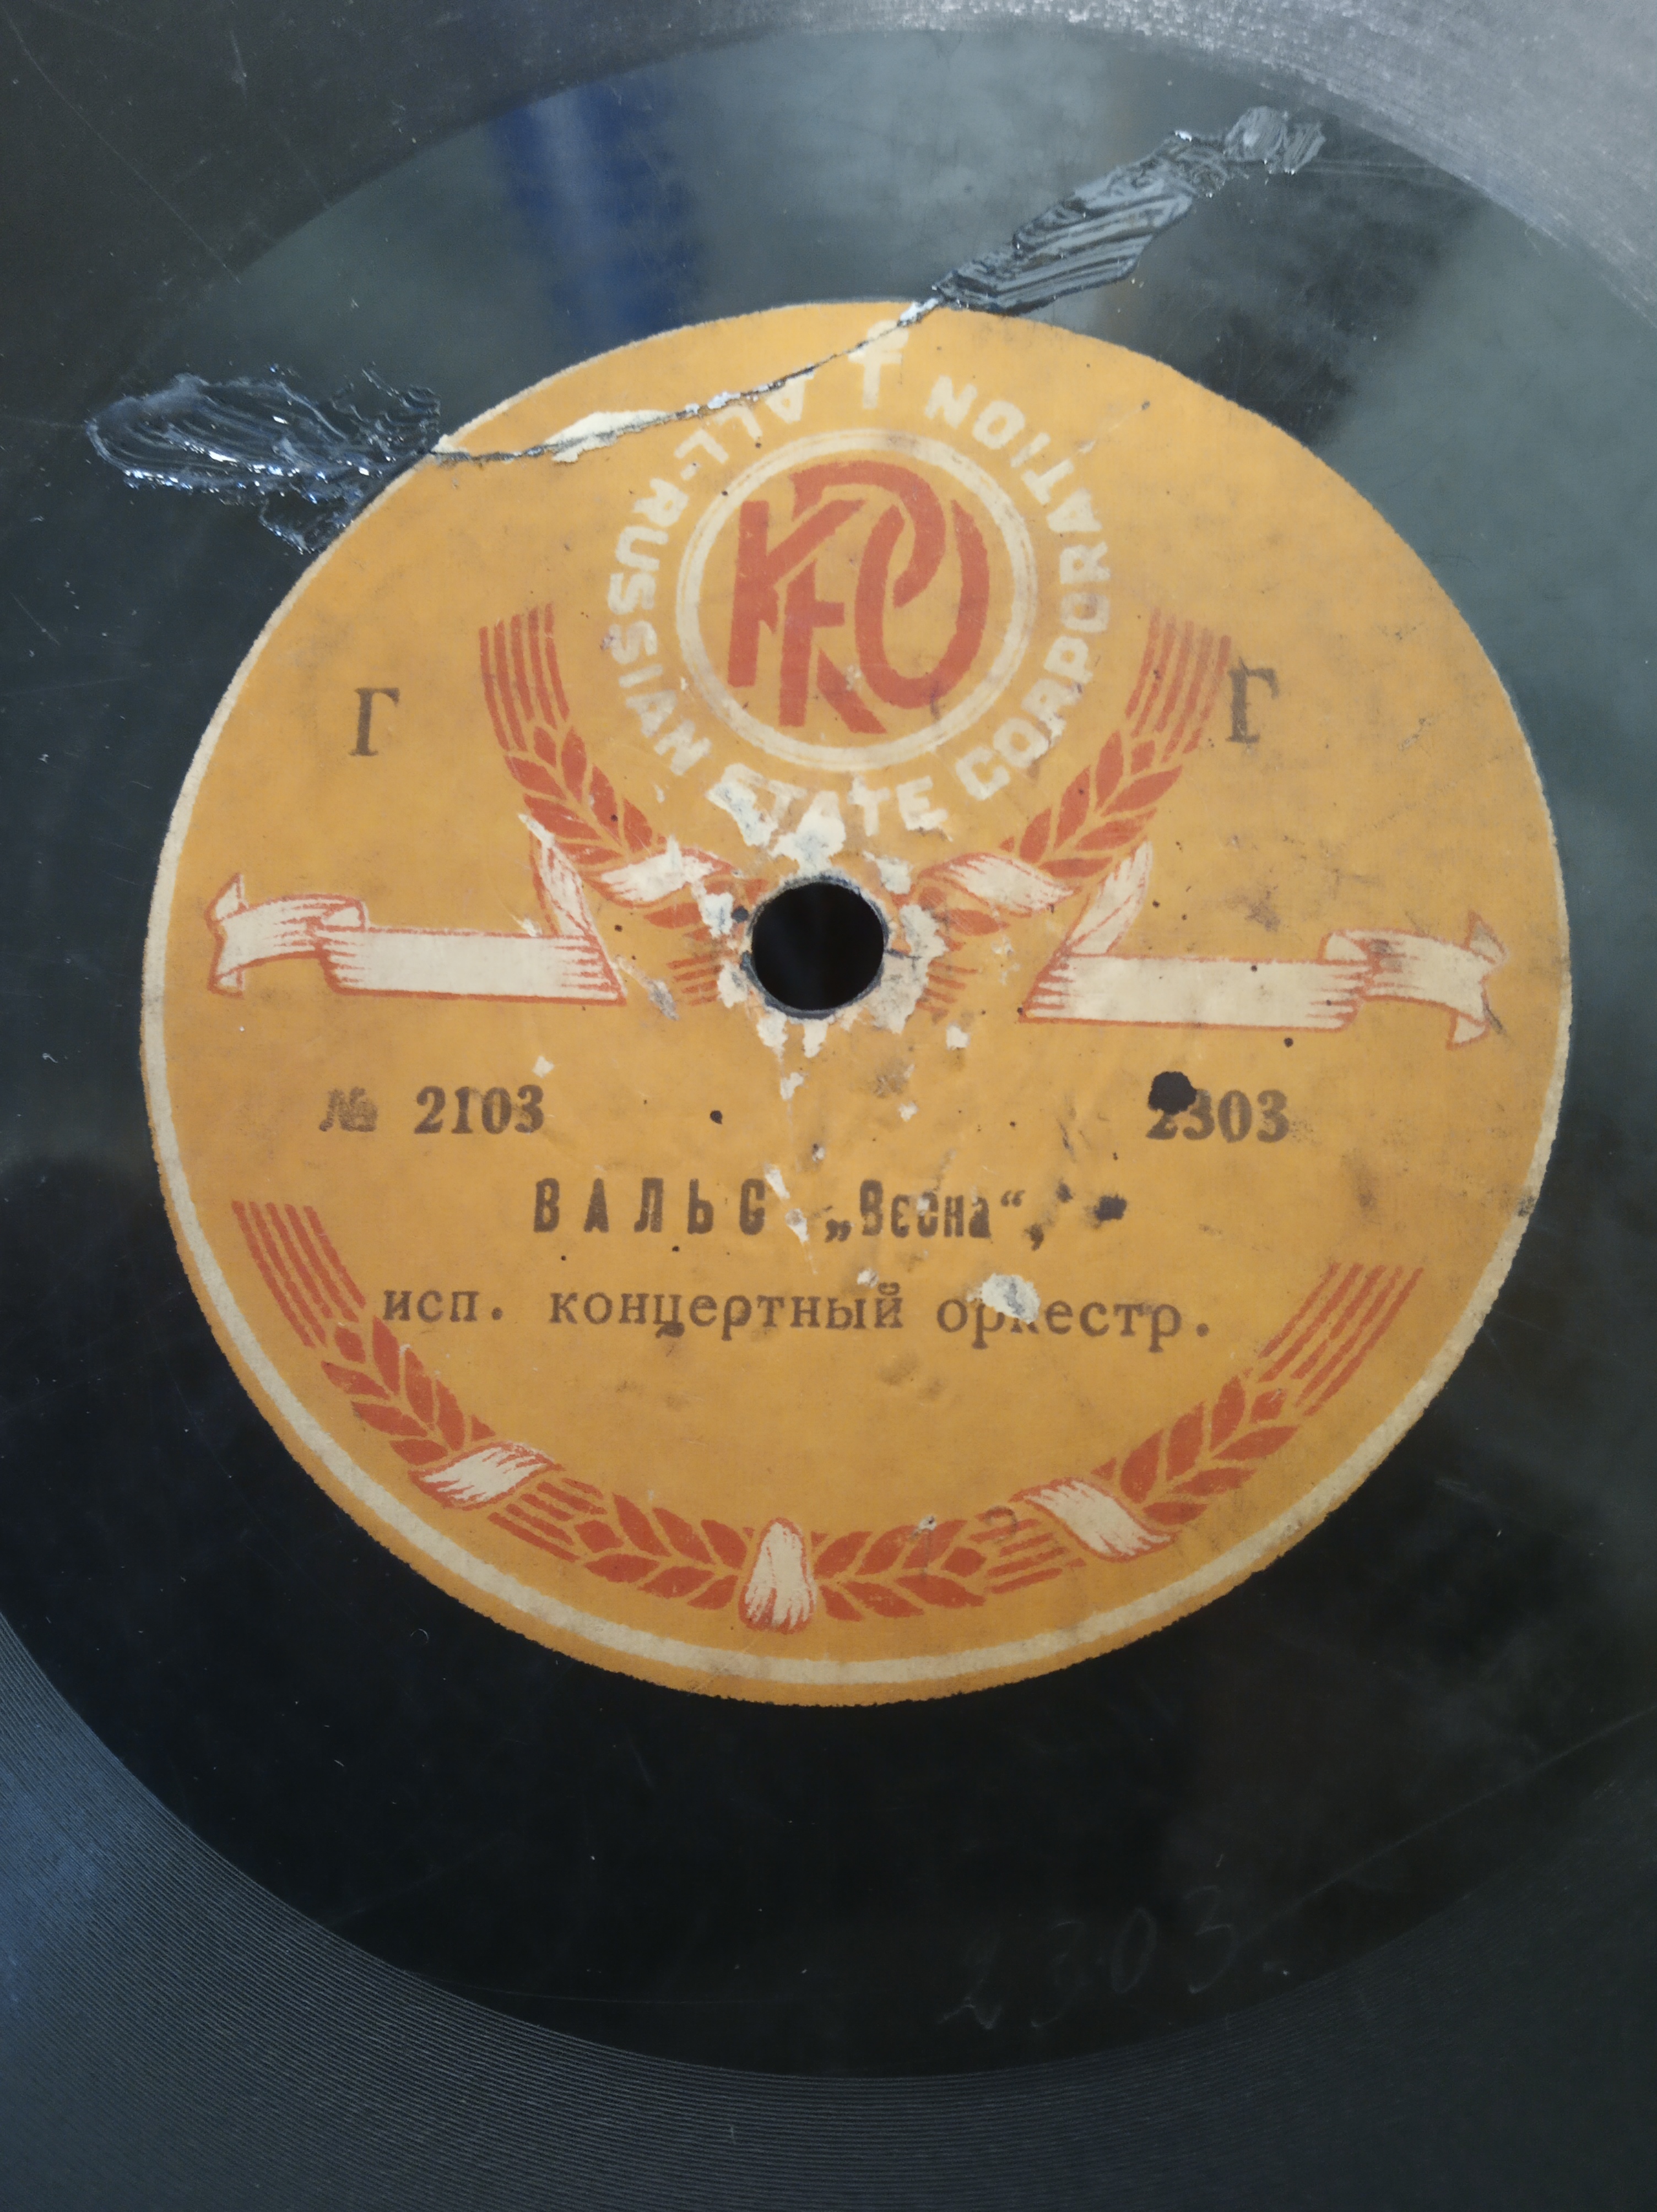 ALL-RUSSIAN STATE CORPORATION
Г Г
№ 2103 2303
ВАЛЬС „Весна“,
исп. концертный оркестр.
2303